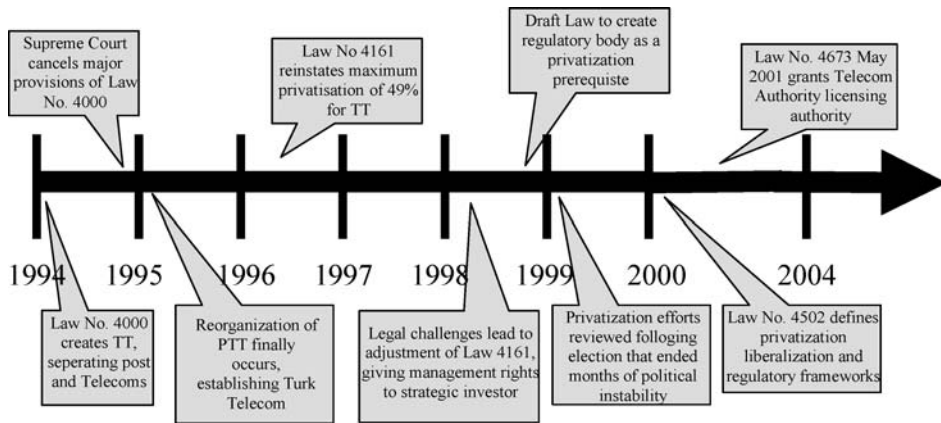 Supreme Court
cancels major
provisions of Law
No. 4000
Law No 4161
reinstates maximum
privatisation of 49%
for TT
Draft Law to create
regulatory body as a
privatization
prerequiste
Law No. 4673 May
2001 grants Telecom
Authority licensing
authority
1994
1995
1996
1997
1998
1999
2000
2004
Law No. 4000
creates TT,
seperating post
and Telecoms
Reorganization of
PTT finally
occurs,
establishing Turk
Telecom
Legal challenges lead to
adjustment of Law 4161,
giving management rights
to strategic investor
Privatization efforts
reviewed folloging
election that ended
months of political
instability
Law No. 4502 defines
privatization
liberalization and
regulatory frameworks